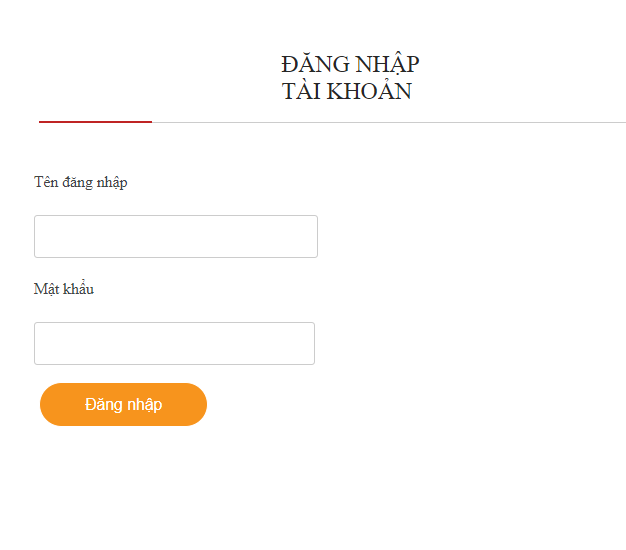 ĐĂNG NHẬP
TÀI KHOẢN
Tên đăng nhập
Mật khẩu
Đăng nhập